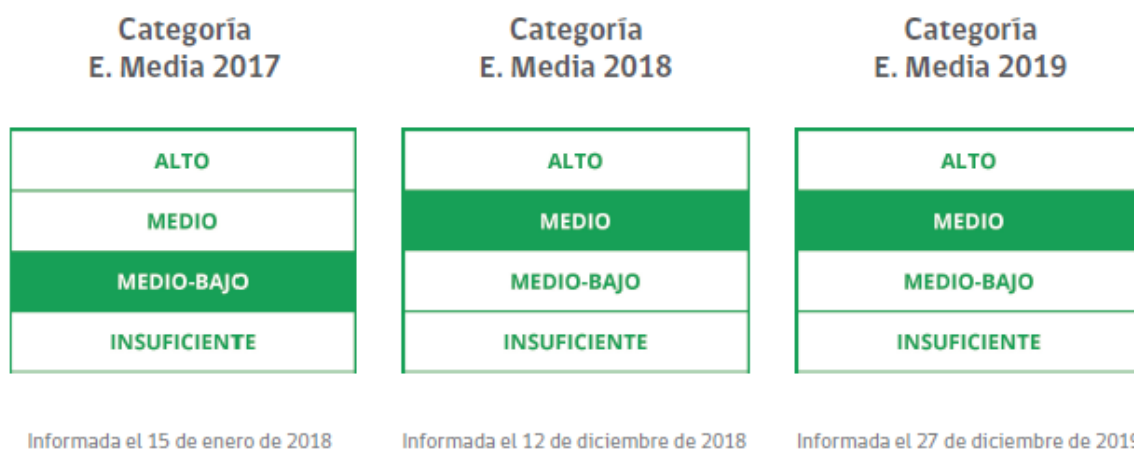 Categoría
E. Media 2017
ALTO
MEDIO
MEDIO-BAJO
INSUFICIENTE
Informada el 15 de enero de 2018
Categoría
E. Media 2018
ALTO
MEDIO
MEDIO-BAJO
INSUFICIENTE
Informada el 12 de diciembre de 2018
Categoría
E. Media 2019
ALTO
MEDIO
MEDIO-BAJO
INSUFICIENTE
Informada el 27 de diciembre de 2019